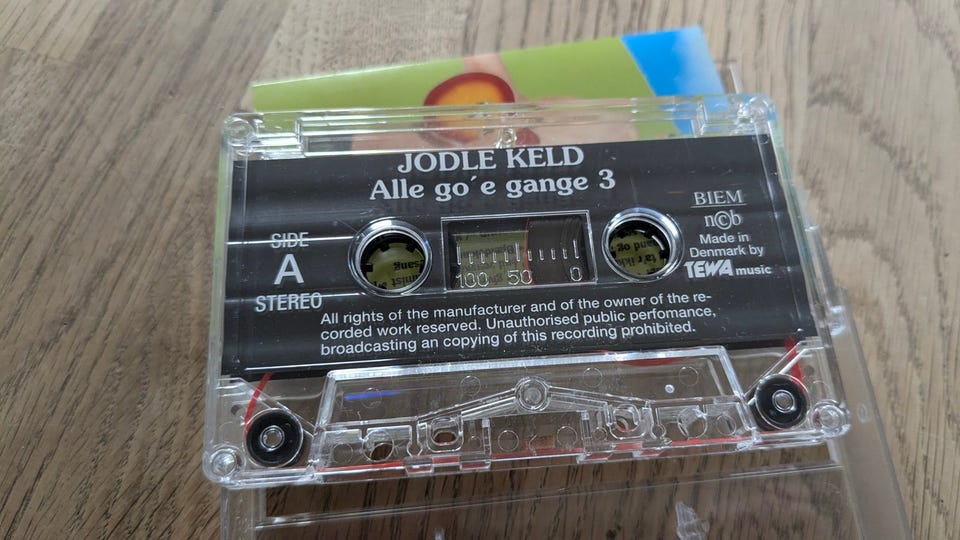 JODLE KELD
Alle go´e gange 3
SIDE
A
STEREO
100 50 0
BIEM
n©b
Made in
Denmark by
TEWA music
All rights of the manufacturer and of the owner of the re-
corded work reserved. Unauthorised public perfomance,
broadcasting an copying of this recording prohibited.